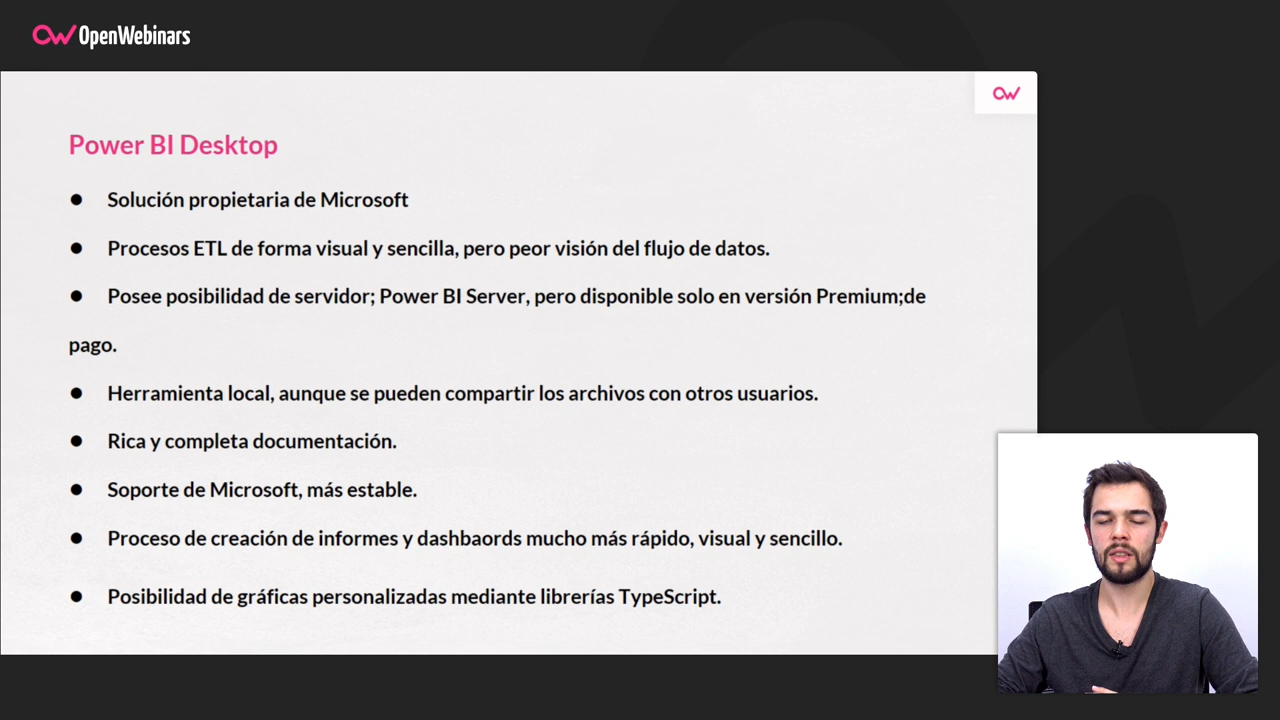 OpenWebinars
Power BI Desktop
● Solución propietaria de Microsoft
● Procesos ETL de forma visual y sencilla, pero peor visión del flujo de datos.
● Posee posibilidad de servidor; Power BI Server, pero disponible solo en versión Premium;de
pago.
● Herramienta local, aunque se pueden compartir los archivos con otros usuarios.
● Rica y completa documentación.
● Soporte de Microsoft, más estable.
● Proceso de creación de informes y dashbaords mucho más rápido, visual y sencillo.
● Posibilidad de gráficas personalizadas mediante librerías TypeScript.